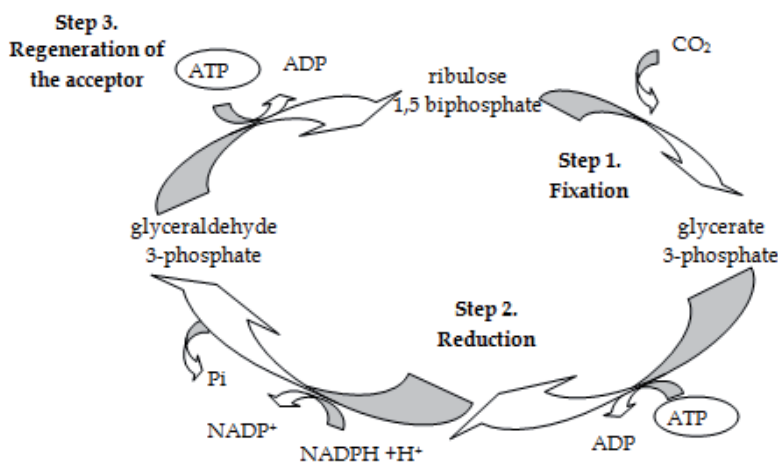 Step 3.
Regeneration of
the acceptor
ATP
ADP
ribulose
1,5 biphosphate
CO₂
Step 1.
Fixation
glyceraldehyde
3-phosphate
glycerate
3-phosphate
Step 2.
Reduction
Pi
NADP⁺
NADPH +H⁺
ADP
ATP